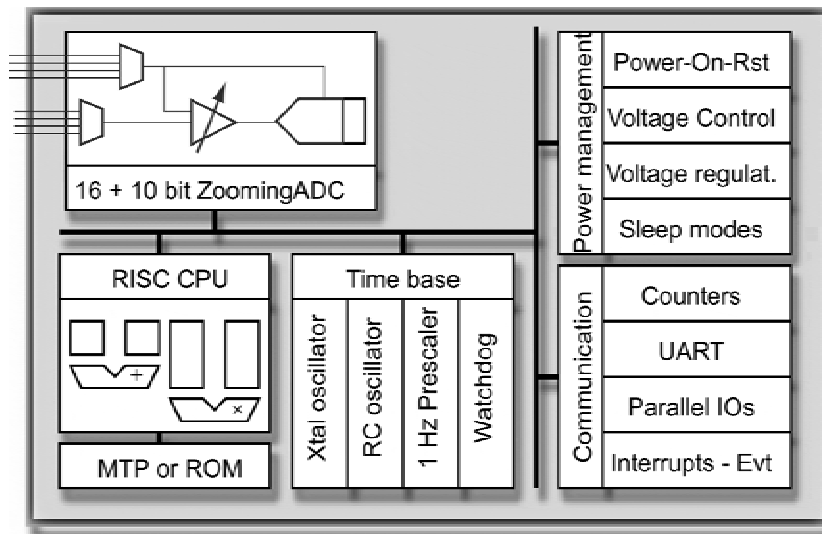 16 + 10 bit ZoomingADC
RISC CPU
+
×
MTP or ROM
Time base
Xtal oscillator
RC oscillator
1 Hz Prescaler
Watchdog
Power management
Power-On-Rst
Voltage Control
Voltage regulat.
Sleep modes
Communication
Counters
UART
Parallel IOs
Interrupts - Evt